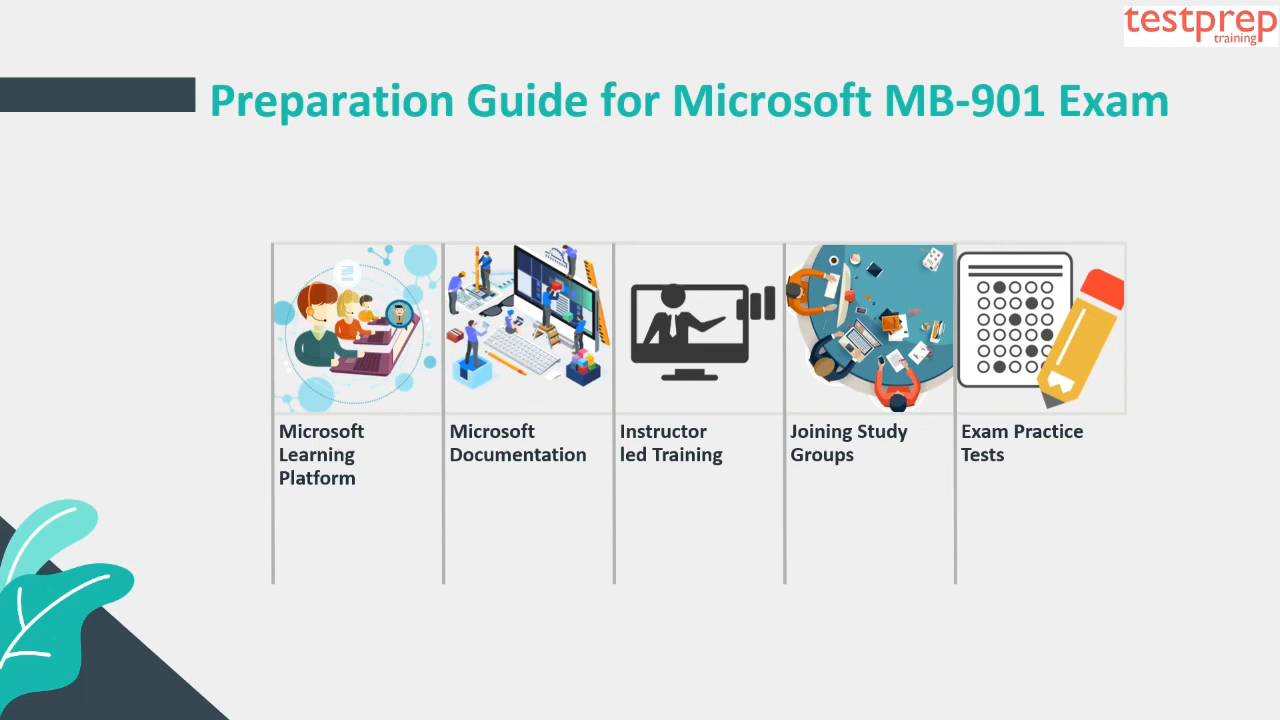 testprep
training
Preparation Guide for Microsoft MB-901 Exam
Microsoft
Learning
Platform
Microsoft
Documentation
Instructor
led Training
Joining Study
Groups
Exam Practice
Tests